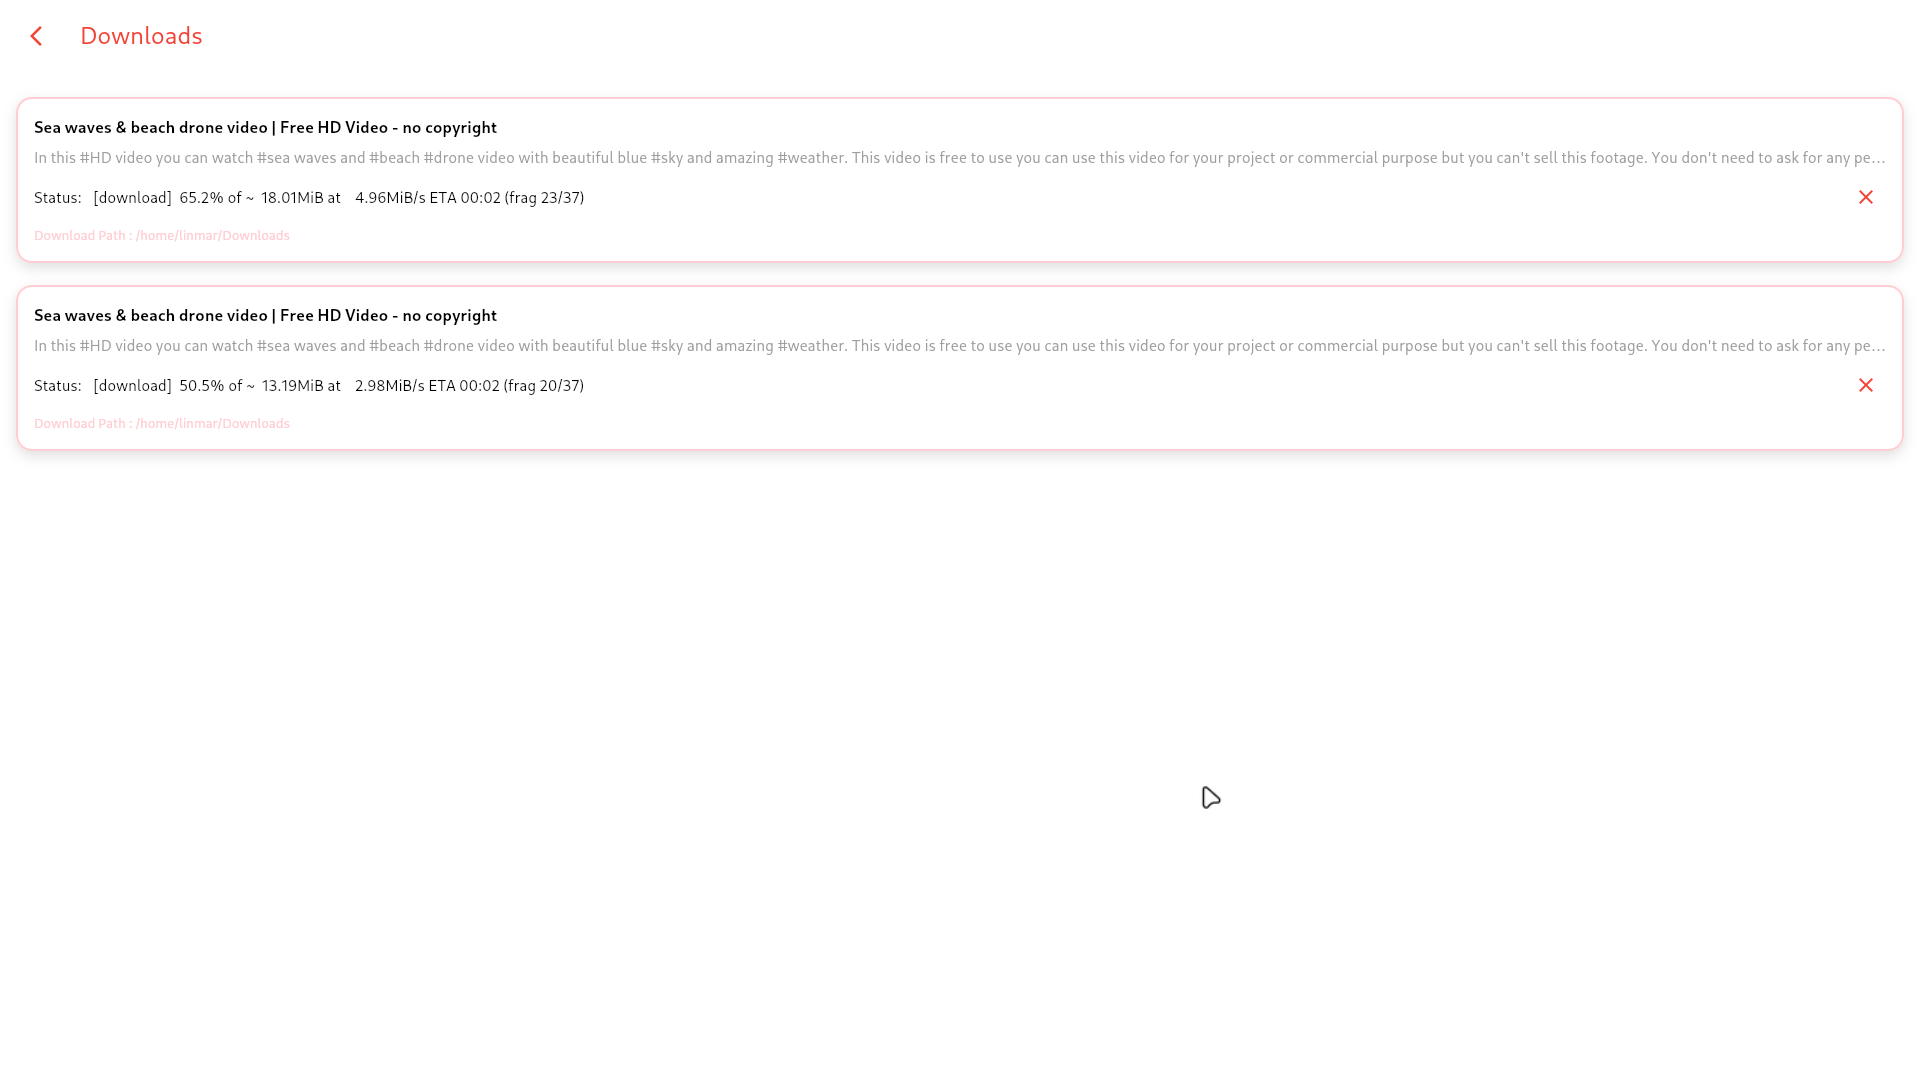 Downloads
Sea waves & beach drone video | Free HD Video - no copyright
In this #HD video you can watch #sea waves and #beach #drone video with beautiful blue #sky and amazing #weather. This video is free to use you can use this video for your project or commercial purpose but you can't sell this footage. You don't need to ask for any pe...
Status: [download] 65.2% of ~ 18.01MiB at 4.96MiB/s ETA 00:02 (frag 23/37)
Download Path : /home/linmar/Downloads
Sea waves & beach drone video | Free HD Video - no copyright
In this #HD video you can watch #sea waves and #beach #drone video with beautiful blue #sky and amazing #weather. This video is free to use you can use this video for your project or commercial purpose but you can't sell this footage. You don't need to ask for any pe...
Status: [download] 50.5% of ~ 13.19MiB at 2.98MiB/s ETA 00:02 (frag 20/37)
Download Path : /home/linmar/Downloads